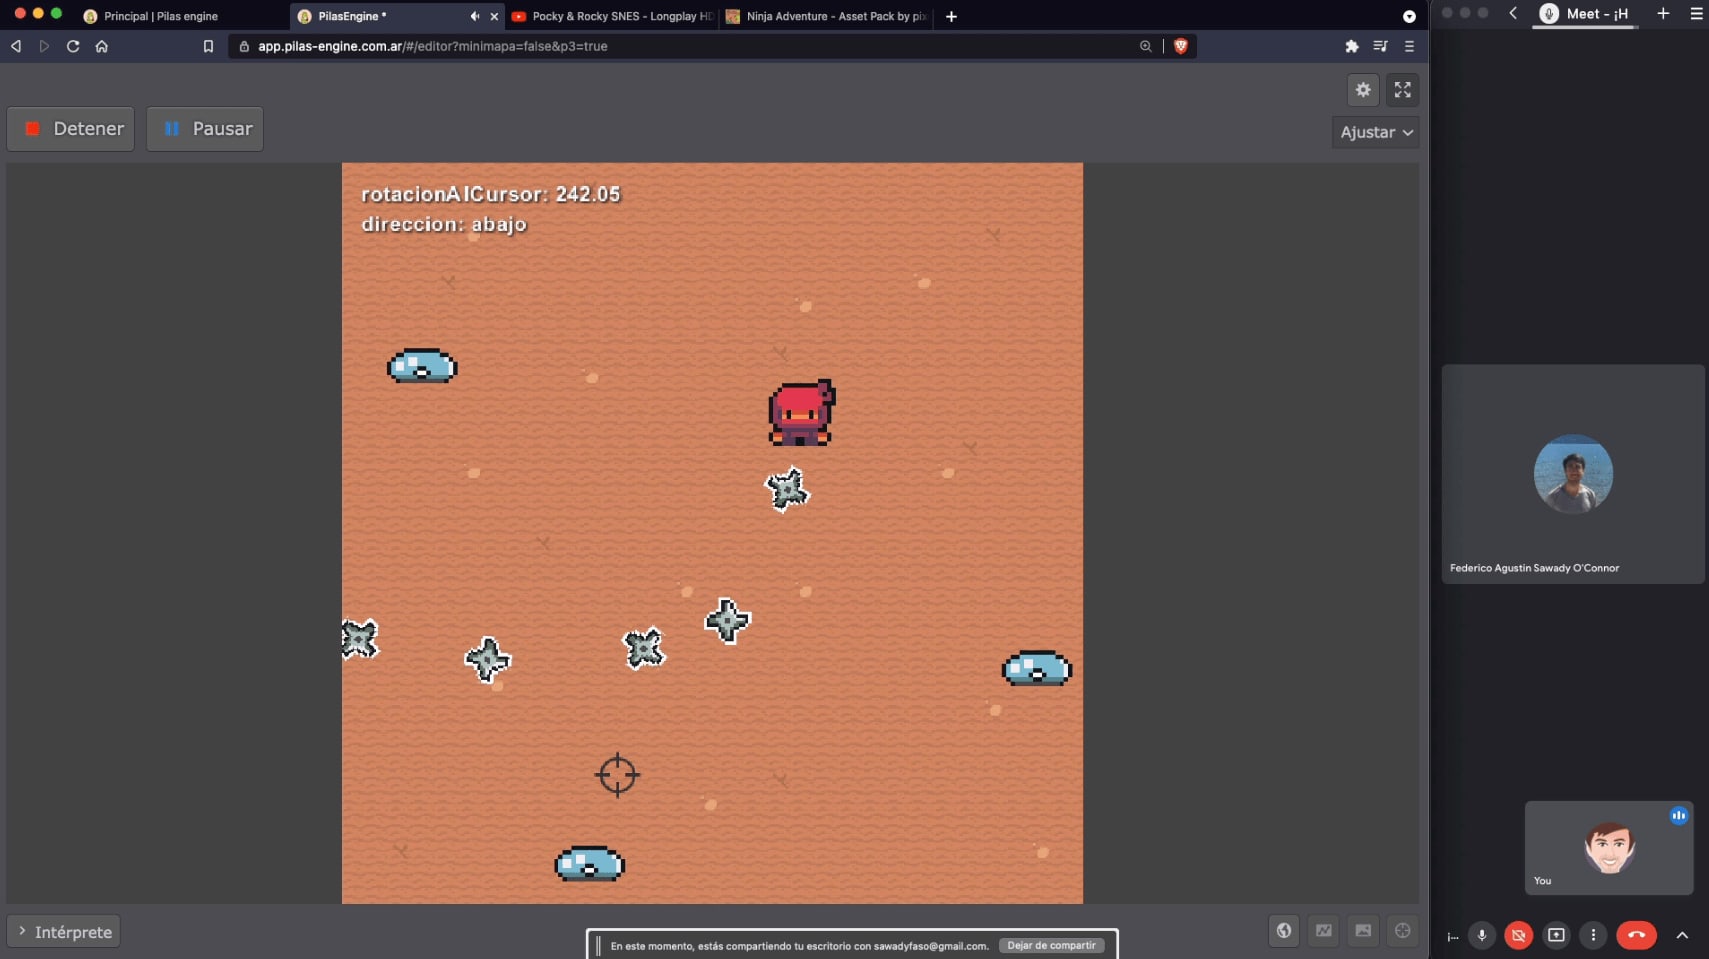 Principal | Pilas engine
PilasEngine *
Pocky & Rocky SNES - Longplay HD
Ninja Adventure - Asset Pack by pix
Meet - ¡H
app.pilas-engine.com.ar/#/editor?minimapa=false&p3=true
Detener
Pausar
Ajustar
rotacionAlCursor: 242.05
direccion: abajo
Federico Agustin Sawady O'Connor
You
Intérprete
En este momento, estás compartiendo tu escritorio con sawadyfaso@gmail.com.
Dejar de compartir
¡...